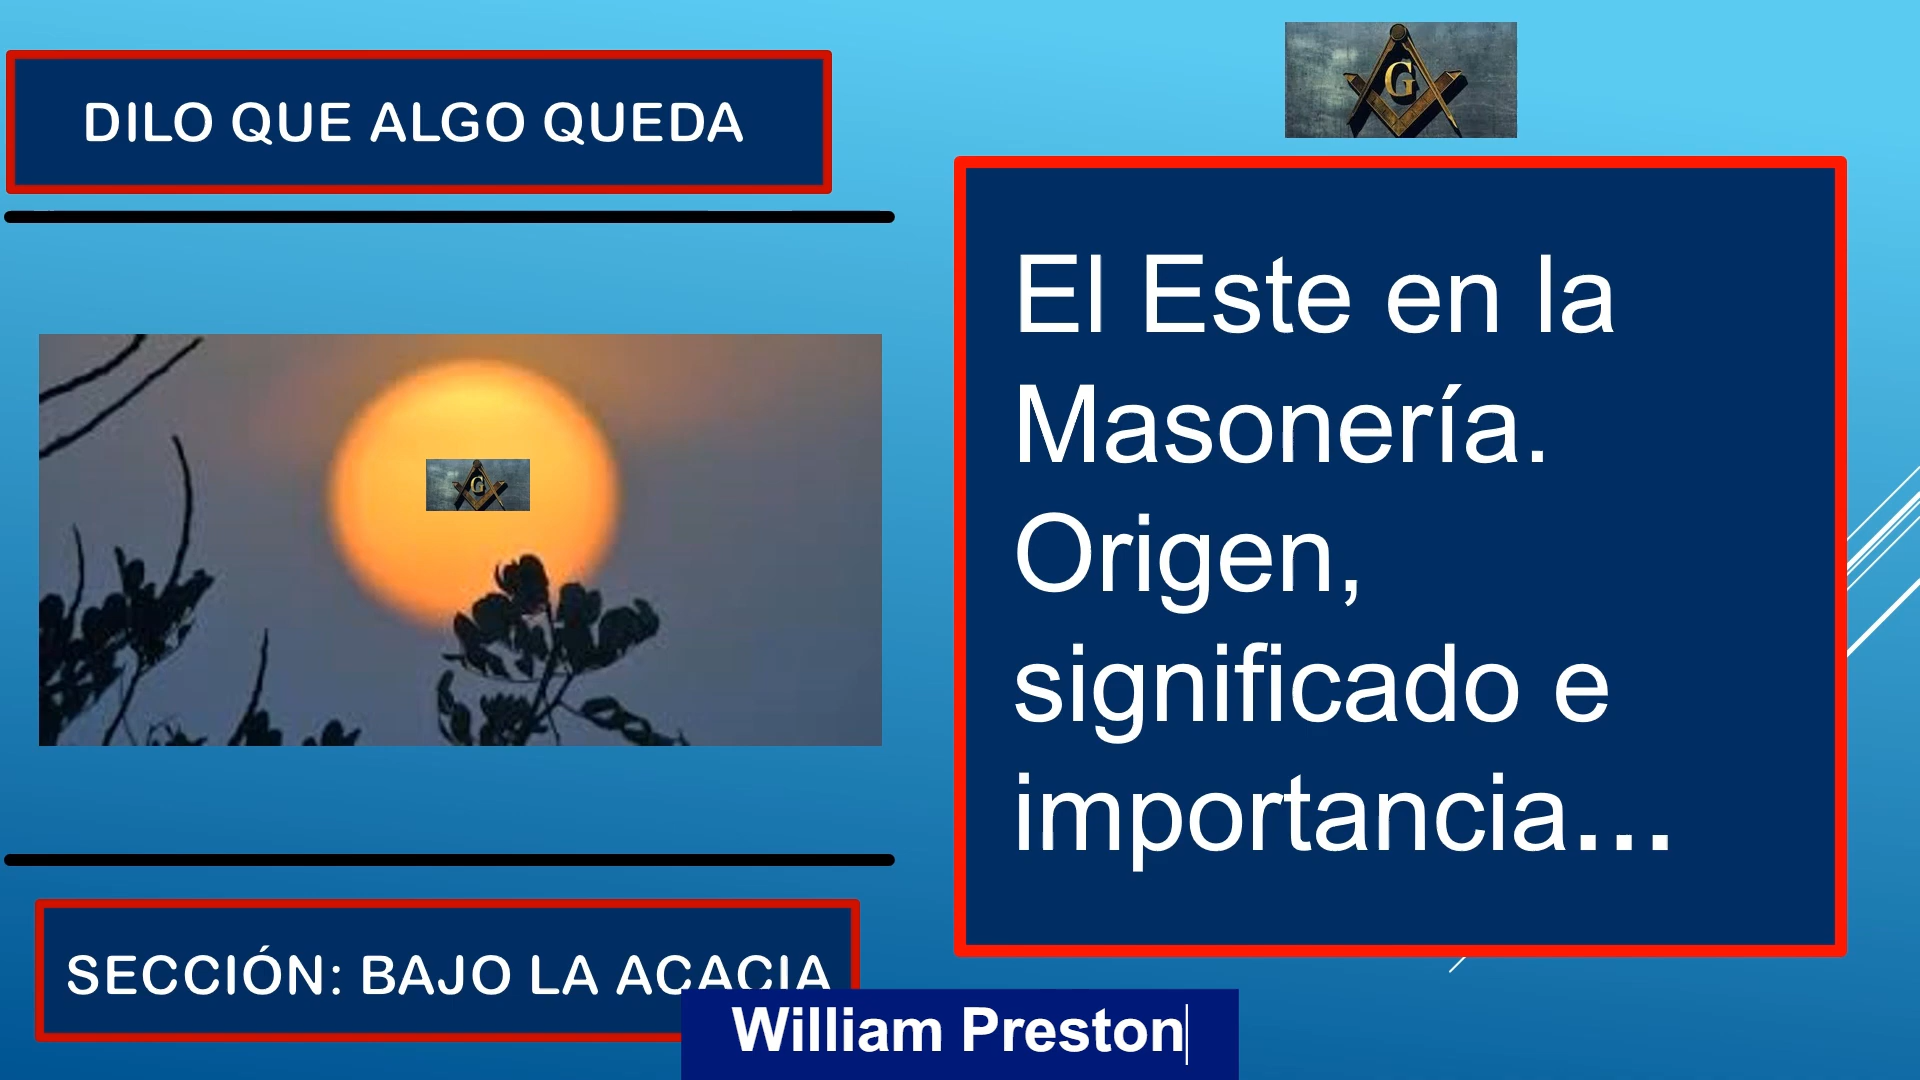 DILO QUE ALGO QUEDA
G
G
El Este en la
Masonería.
Origen,
significado e
importancia...
SECCIÓN: BAJO LA ACACIA
William Preston